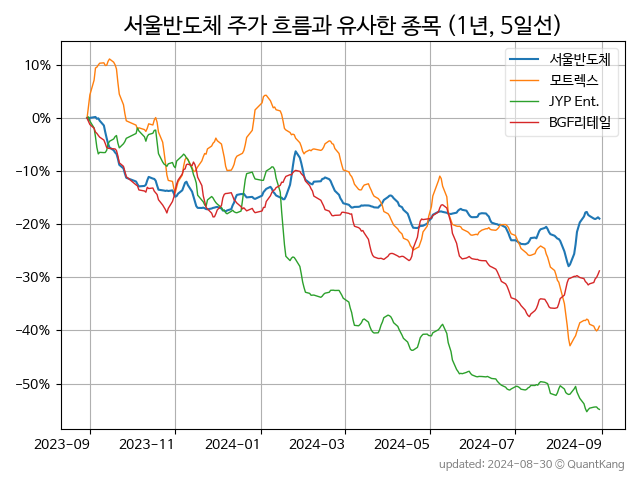 서울반도체 주가 흐름과 유사한 종목 (1년, 5일선)
서울반도체
모트렉스
JYP Ent.
BGF리테일
10%
0%
−10%
−20%
−30%
−40%
−50%
2023-09 2023-11 2024-01 2024-03 2024-05 2024-07 2024-09
updated: 2024-08-30 © QuantKang